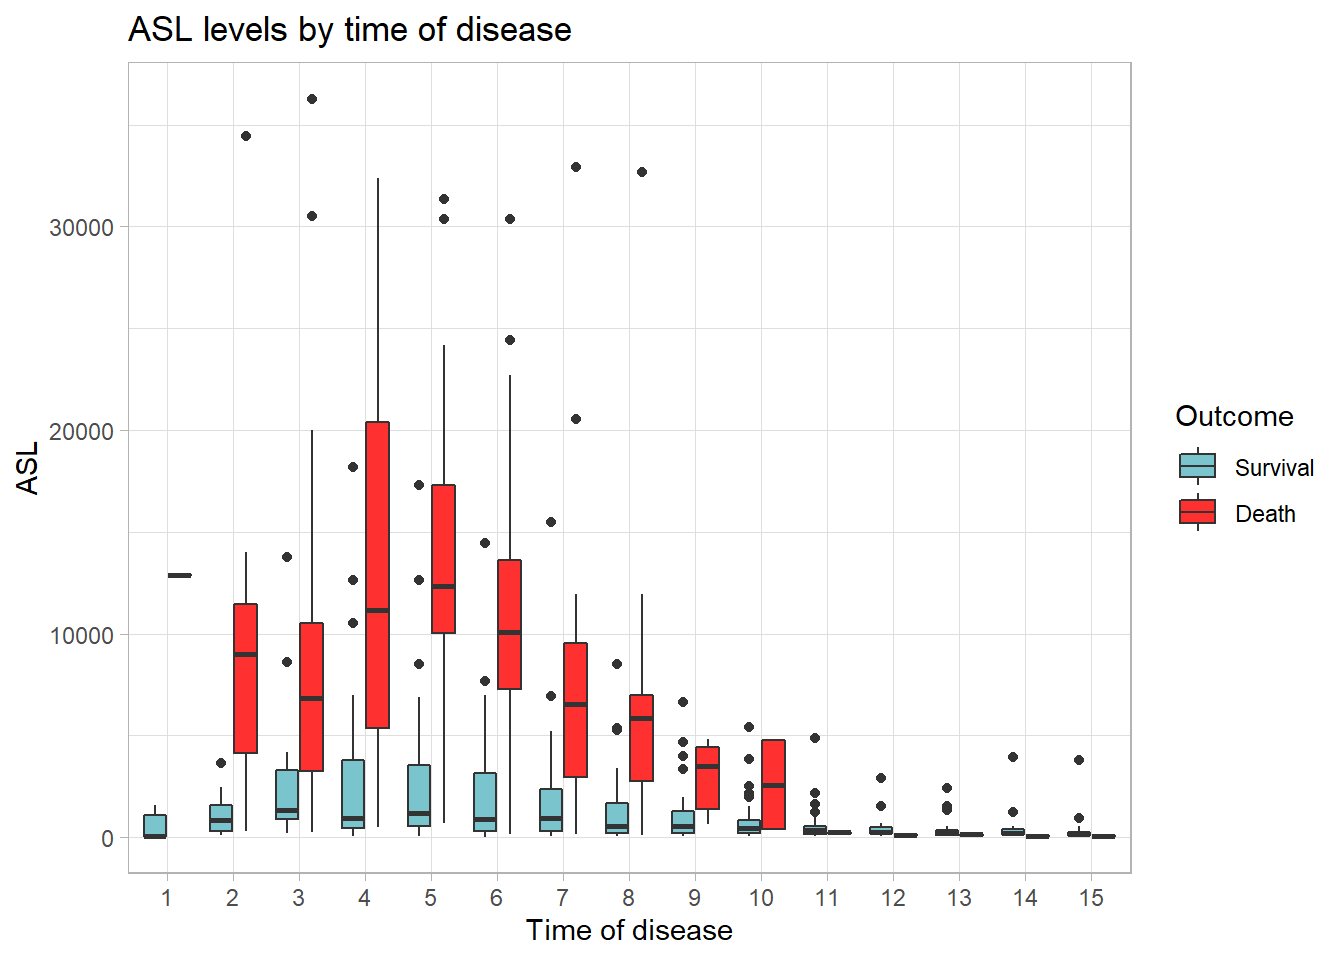 ASL levels by time of disease
30000
20000
10000
0
ASL
1 2 3 4 5 6 7 8 9 10 11 12 13 14 15
Time of disease
Outcome
Survival
Death